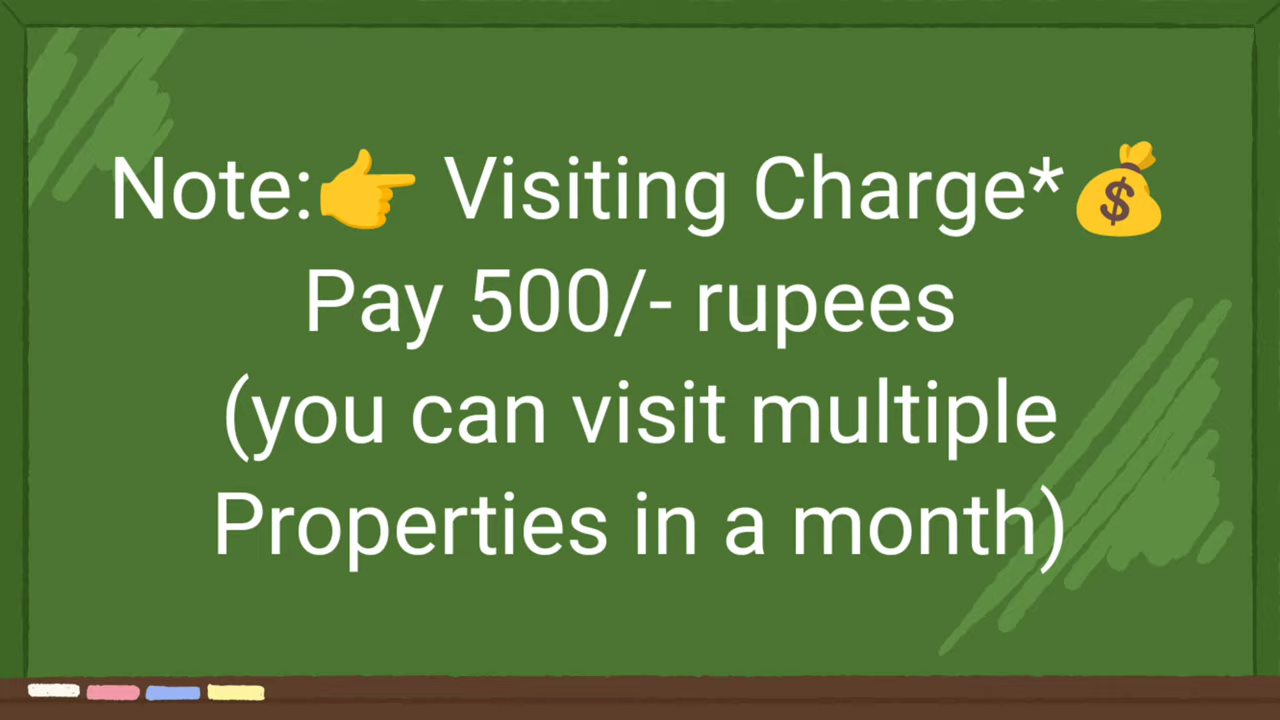 Note:👉 Visiting Charge*💰
Pay 500/- rupees
(you can visit multiple
Properties in a month)